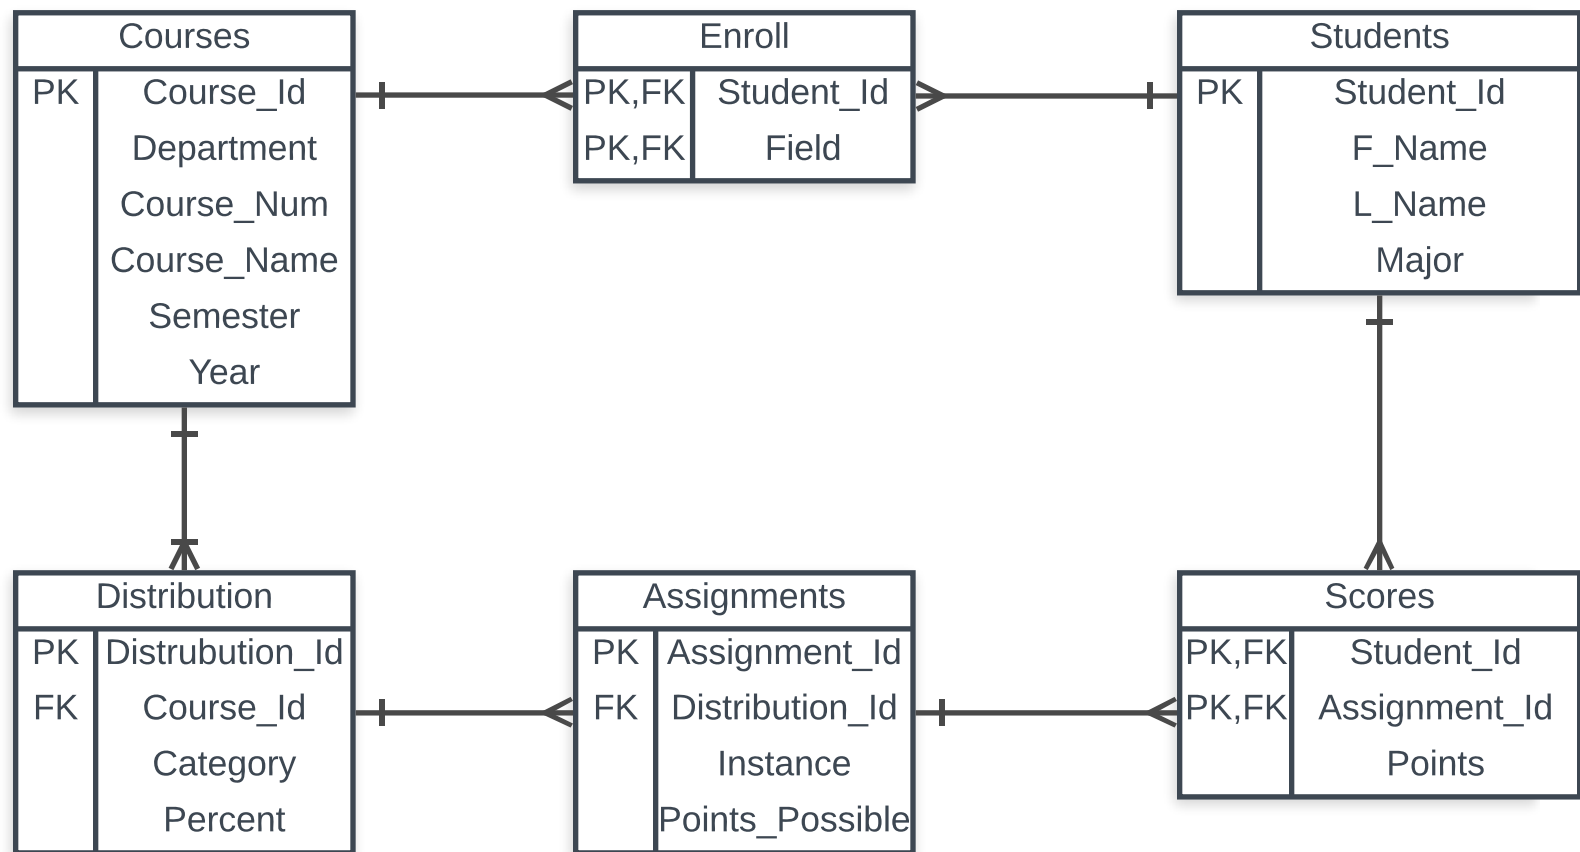 Courses
PK Course_Id
Department
Course_Num
Course_Name
Semester
Year
Enroll
PK,FK Student_Id
PK,FK Field
Students
PK Student_Id
F_Name
L_Name
Major
Distribution
PK Distrubution_Id
FK Course_Id
Category
Percent
Assignments
PK Assignment_Id
FK Distribution_Id
Instance
Points_Possible
Scores
PK,FK Student_Id
PK,FK Assignment_Id
Points